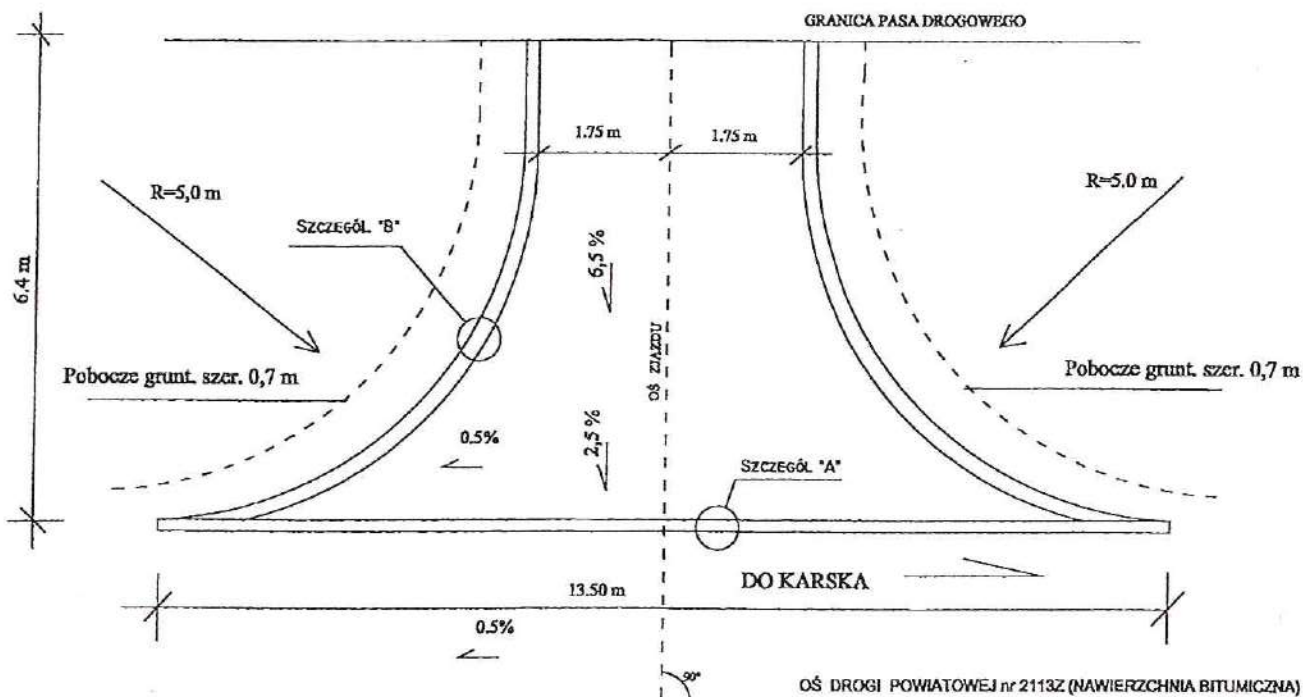 GRANICA PASA DROGOWEGO
1.75 m
1.75 m
R=5,0 m
R=5.0 m
SZCZEGÓŁ "B"
6,5 %
6.4 m
OŚ ZJAZDU
Pobocze grunt. szer. 0,7 m
Pobocze grunt. szer. 0,7 m
0.5%
2,5 %
SZCZEGÓŁ "A"
DO KARSKA
13.50 m
0.5%
90°
OŚ DROGI POWIATOWEJ nr 2113Z (NAWIERZCHNIA BITUMICZNA)